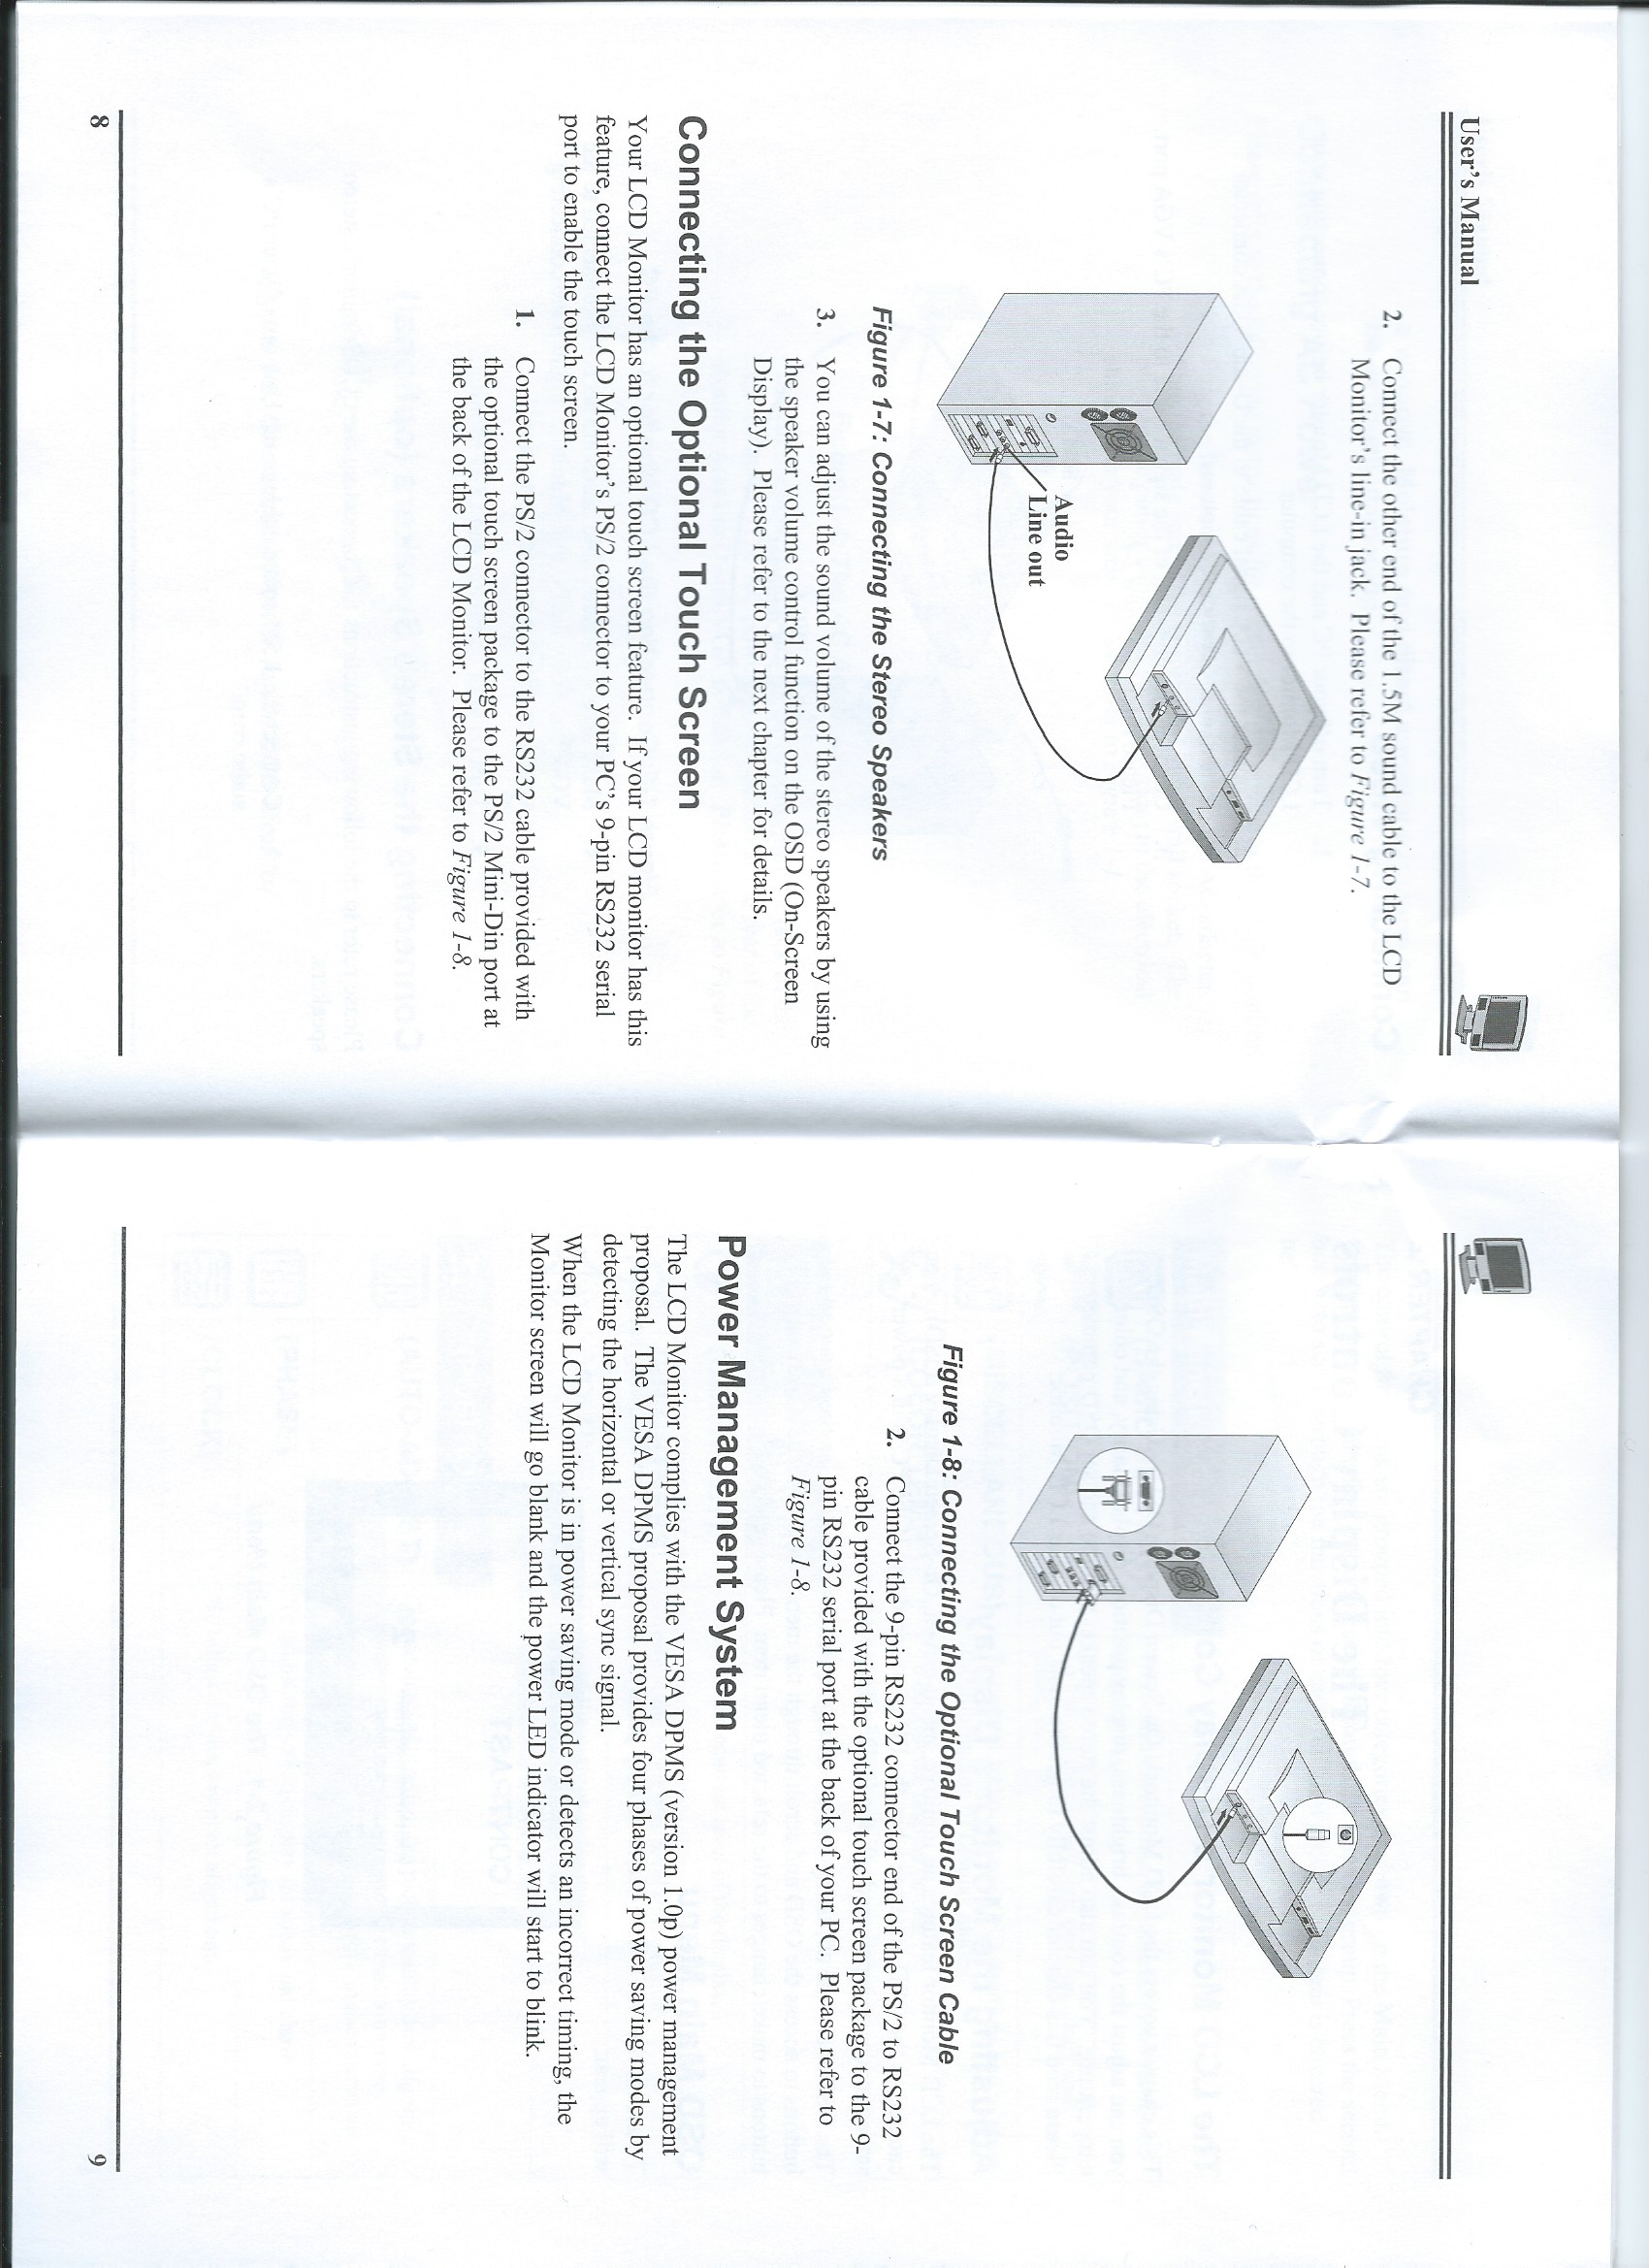 User's Manual
2. Connect the other end of the 1.5M sound cable to the LCD
Monitor's line-in jack. Please refer to Figure 1-7.
Audio
Line out
Figure 1-7: Connecting the Stereo Speakers
3. You can adjust the sound volume of the stereo speakers by using
the speaker volume control function on the OSD (On-Screen
Display). Please refer to the next chapter for details.
Connecting the Optional Touch Screen
Your LCD Monitor has an optional touch screen feature. If your LCD monitor has this
feature, connect the LCD Monitor's PS/2 connector to your PC's 9-pin RS232 serial
port to enable the touch screen.
1. Connect the PS/2 connector to the RS232 cable provided with
the optional touch screen package to the PS/2 Mini-Din port at
the back of the LCD Monitor. Please refer to Figure 1-8.
8
Figure 1-8: Connecting the Optional Touch Screen Cable
2. Connect the 9-pin RS232 connector end of the PS/2 to RS232
cable provided with the optional touch screen package to the 9-
pin RS232 serial port at the back of your PC. Please refer to
Figure 1-8.
Power Management System
The LCD Monitor complies with the VESA DPMS (version 1.0p) power management
proposal. The VESA DPMS proposal provides four phases of power saving modes by
detecting the horizontal or vertical sync signal.
When the LCD Monitor is in power saving mode or detects an incorrect timing, the
Monitor screen will go blank and the power LED indicator will start to blink.
9